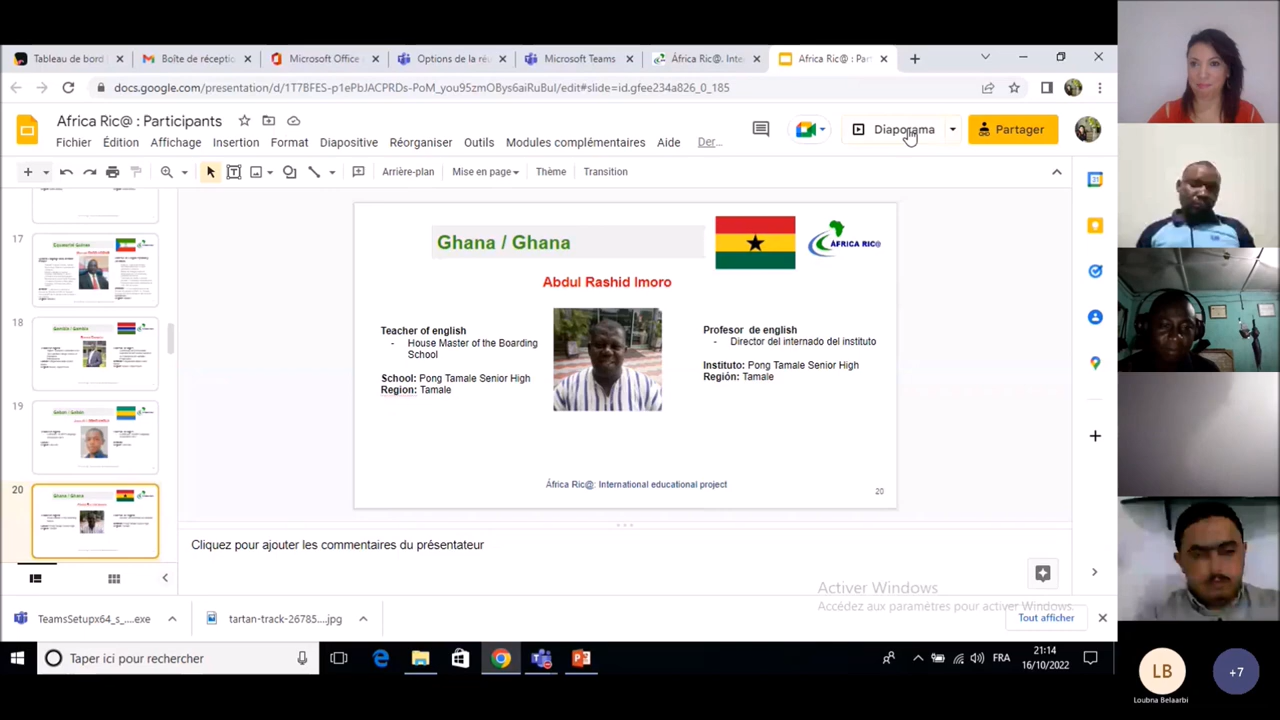 Tableau de bord
Boîte de réceptio
Microsoft Office
Options de la ré
Microsoft Teams
África Ric@. Inte
Africa Ric@ : Par
docs.google.com/presentation/d/1T7BFES-p1ePbJACPRDs-PoM_you95zmOBys6aiRuBuI/edit#slide=id.gfee234a826_0_185
Africa Ric@ : Participants
Fichier Édition Affichage Insertion Format Diapositive Réorganiser Outils Modules complémentaires Aide Der...
Diaporama
Partager
Arrière-plan Mise en page Thème Transition
17
18
19
20
Ghana / Ghana
ÁFRICA RIC@
Abdul Rashid Imoro
Teacher of english
- House Master of the Boarding
School
School: Pong Tamale Senior High
Region: Tamale
Profesor de english
- Director del internado del instituto
Instituto: Pong Tamale Senior High
Región: Tamale
África Ric@: International educational project
20
Cliquez pour ajouter les commentaires du présentateur
Activer Windows
Accédez aux paramètres pour activer Windows.
TeamsSetupx64_s_....exe
tartan-track-26785....jpg
Tout afficher
Taper ici pour rechercher
FRA
21:14
16/10/2022
LB
Loubna Belaarbi
+7